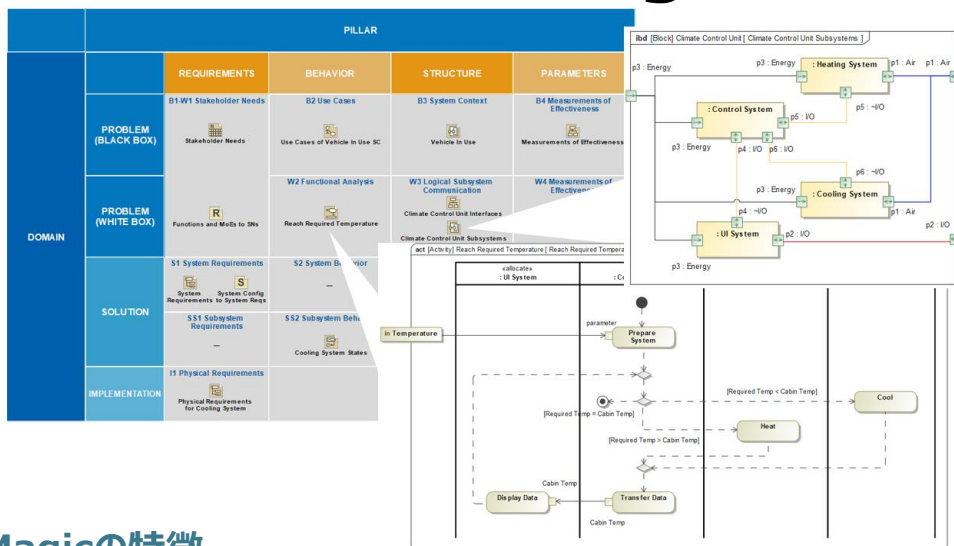 g
PILLAR
REQUIREMENTS
BEHAVIOR
STRUCTURE
PARAMETERS
DOMAIN
PROBLEM
(BLACK BOX)
B1-W1 Stakeholder Needs
Stakeholder Needs
B2 Use Cases
Use Cases of Vehicle In Use SC
B3 System Context
Vehicle In Use
B4 Measurements of
Effectiveness
Measurements of Effectiveness
PROBLEM
(WHITE BOX)
R
Functions and MoEs to SNs
W2 Functional Analysis
Reach Required Temperature
W3 Logical Subsystem
Communication
Climate Control Unit Interfaces
Climate Control Unit Subsystems
W4 Measurements of
SOLUTION
S1 System Requirements
System
Requirements
S
System Config
to System Reqs
S2 System
—
SS1 Subsystem
Requirements
—
SS2 Subsystem
Cooling System States
IMPLEMENTATION
I1 Physical Requirements
Physical Requirements
for Cooling System
ibd [Block] Climate Control Unit [ Climate Control Unit Subsystems ]
p3 : Energy
p3 : Energy
: Heating System
p1 : Air
p1 : Air
p5 : ~I/O
: Control System
p5 : I/O
p3 : Energy
p4 : I/O
p6 : I/O
p6 : ~I/O
p3 : Energy
: Cooling System
p1 : Air
p4 : ~I/O
: UI System
p2 : I/O
p2 : I/O
p3 : Energy
act [Activity] Reach Required Temperature [ Reach Required
«allocate»
: UI System
in Temperature
parameter
Prepare
System
[Required Temp < Cabin Temp]
Cool
[Required Temp = Cabin Temp]
Heat
[Required Temp > Cabin Temp]
Cabin Temp
Display Data
Transfer Data
Cabin Temp
Magicの特徴